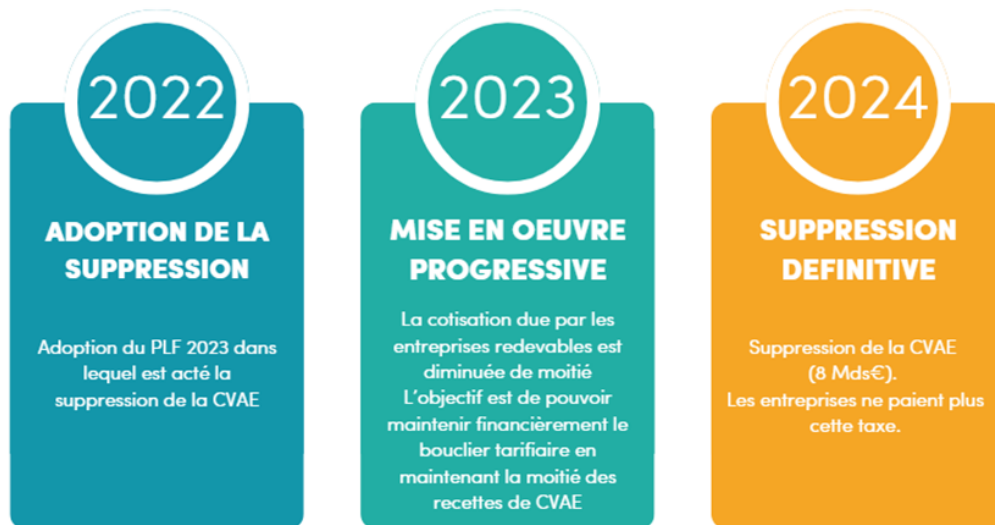 2022
ADOPTION DE LA
SUPPRESSION
Adoption du PLF 2023 dans
lequel est acté la
suppression de la CVAE
2023
MISE EN OEUVRE
PROGRESSIVE
La cotisation due par les
entreprises redevables est
diminuée de moitié
L'objectif est de pouvoir
maintenir financièrement le
bouclier tarifiaire en
maintenant la moitié des
recettes de CVAE
2024
SUPPRESSION
DEFINITIVE
Suppression de la CVAE
(8 Mds€).
Les entreprises ne paient plus
cette taxe.